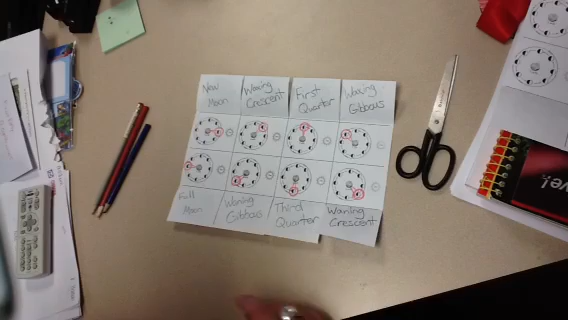 New
Moon
Waxing
Crescent
First
Quarter
Waxing
Gibbous
Full
Moon
Waning
Gibbous
Third
Quarter
Waning
Crescent